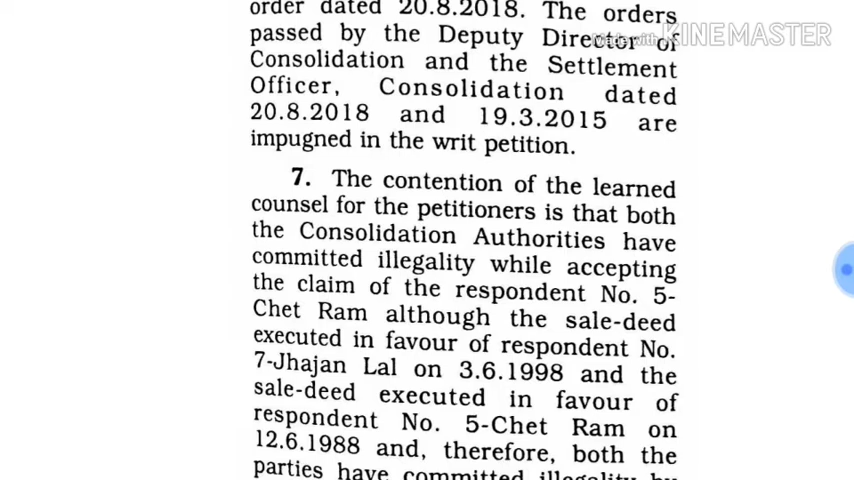 order dated 20.8.2018. The orders
passed by the Deputy Director of
Made with KINEMASTER
Consolidation and the Settlement
Officer, Consolidation dated
20.8.2018 and 19.3.2015 are
impugned in the writ petition.
7. The contention of the learned
counsel for the petitioners is that both
the Consolidation Authorities have
committed illegality while accepting
the claim of the respondent No. 5-
Chet Ram although the sale-deed
executed in favour of respondent No.
7-Jhajan Lal on 3.6.1998 and the
sale-deed executed in favour of
respondent No. 5-Chet Ram on
12.6.1988 and, therefore, both the
parties have committed illegality by